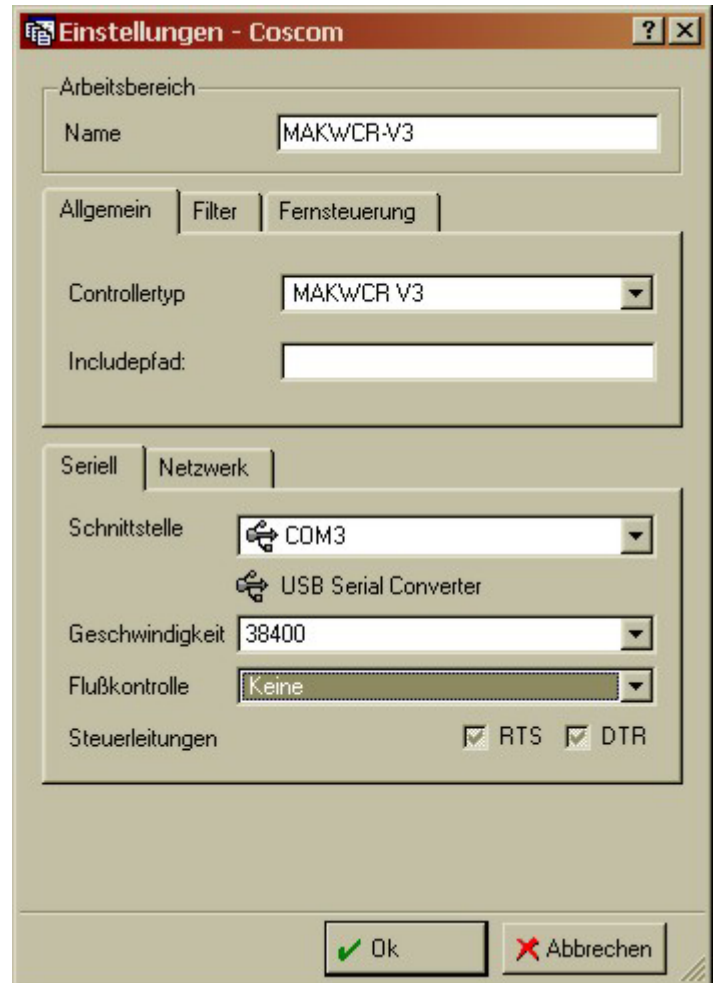 Einstellungen - Coscom
Arbeitsbereich
Name MAKWCR-V3
Allgemein Filter Fernsteuerung
Controllertyp MAKWCR V3
Includepfad:
Seriell Netzwerk
Schnittstelle COM3
USB Serial Converter
Geschwindigkeit 38400
Flußkontrolle Keine
Steuerleitungen RTS DTR
Ok Abbrechen